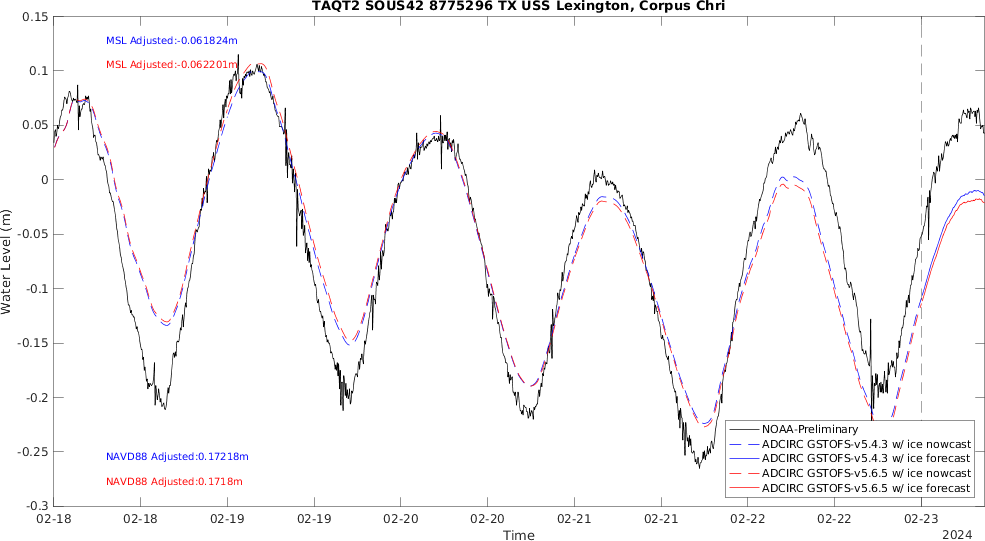 TAQT2 SOUS42 8775296 TX USS Lexington, Corpus Chri
0.15
MSL Adjusted:-0.061824m
MSL Adjusted:-0.062201m
0.1
0.05
0
-0.05
-0.1
-0.15
-0.2
-0.25
-0.3
Water Level (m)
NAVD88 Adjusted:0.17218m
NAVD88 Adjusted:0.1718m
NOAA-Preliminary
ADCIRC GSTOFS-v5.4.3 w/ ice nowcast
ADCIRC GSTOFS-v5.4.3 w/ ice forecast
ADCIRC GSTOFS-v5.6.5 w/ ice nowcast
ADCIRC GSTOFS-v5.6.5 w/ ice forecast
02-18 02-18 02-19 02-19 02-20 02-20 02-21 02-21 02-22 02-22 02-23
Time
2024